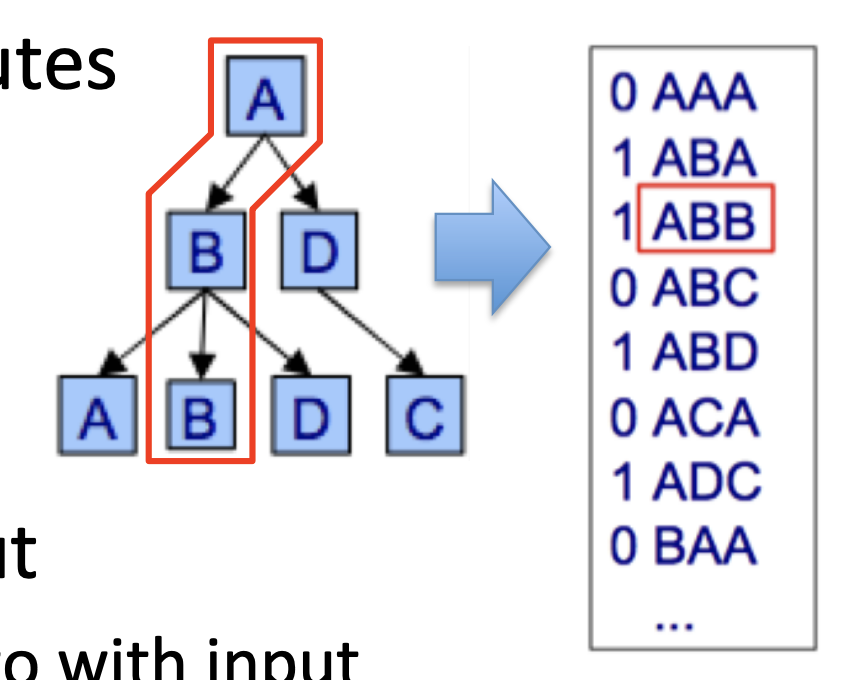 utes
A
B D
A B D C
0 AAA
1 ABA
1 ABB
0 ABC
1 ABD
0 ACA
1 ADC
0 BAA
...
ut
o with input